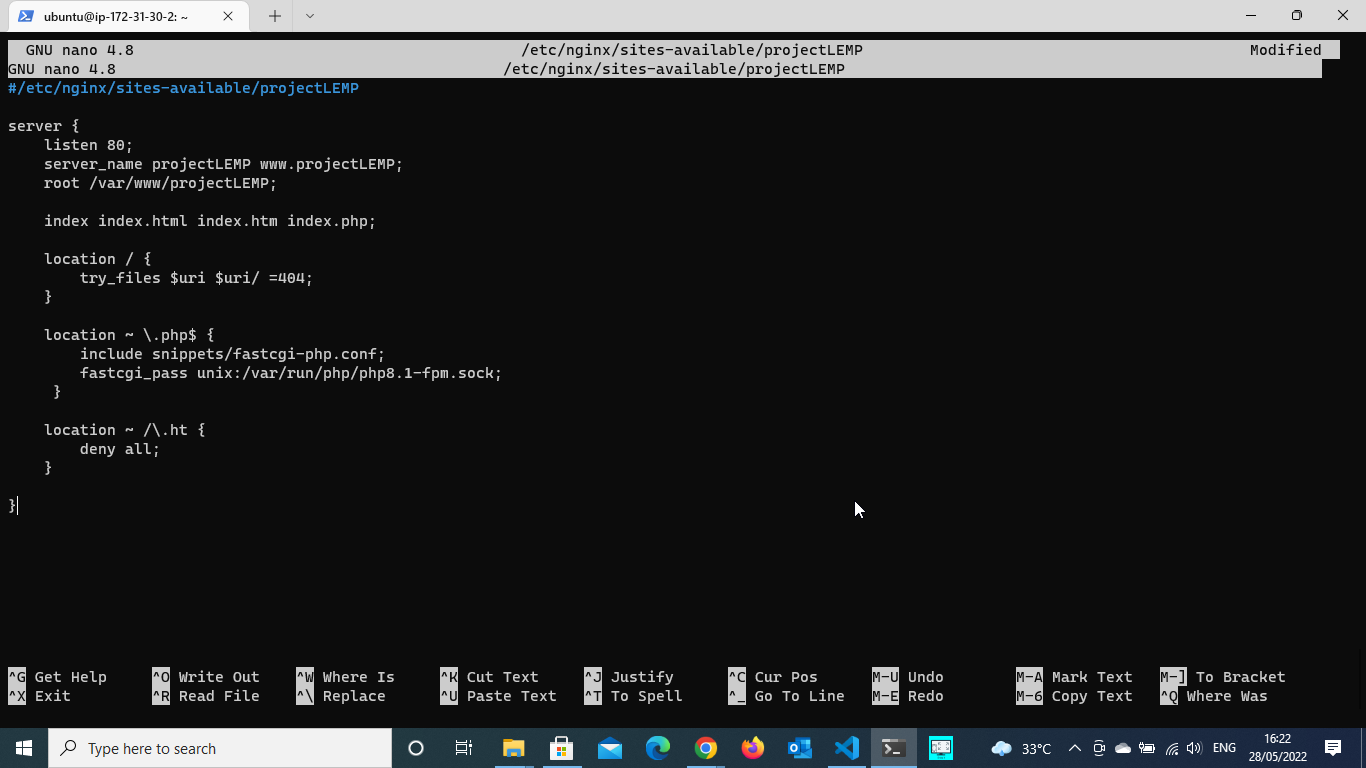 ubuntu@ip-172-31-30-2: ~
GNU nano 4.8 /etc/nginx/sites-available/projectLEMP Modified
GNU nano 4.8 /etc/nginx/sites-available/projectLEMP
#/etc/nginx/sites-available/projectLEMP
server {
    listen 80;
    server_name projectLEMP www.projectLEMP;
    root /var/www/projectLEMP;
    index index.html index.htm index.php;
    location / {
        try_files $uri $uri/ =404;
    }
    location ~ \.php$ {
        include snippets/fastcgi-php.conf;
        fastcgi_pass unix:/var/run/php/php8.1-fpm.sock;
     }
    location ~ /\.ht {
        deny all;
    }
}
^G Get Help ^O Write Out ^W Where Is ^K Cut Text ^J Justify ^C Cur Pos M-U Undo M-A Mark Text M-] To Bracket
^X Exit ^R Read File ^\ Replace ^U Paste Text ^T To Spell ^_ Go To Line M-E Redo M-6 Copy Text ^Q Where Was
Type here to search 33°C ENG 16:22
28/05/2022